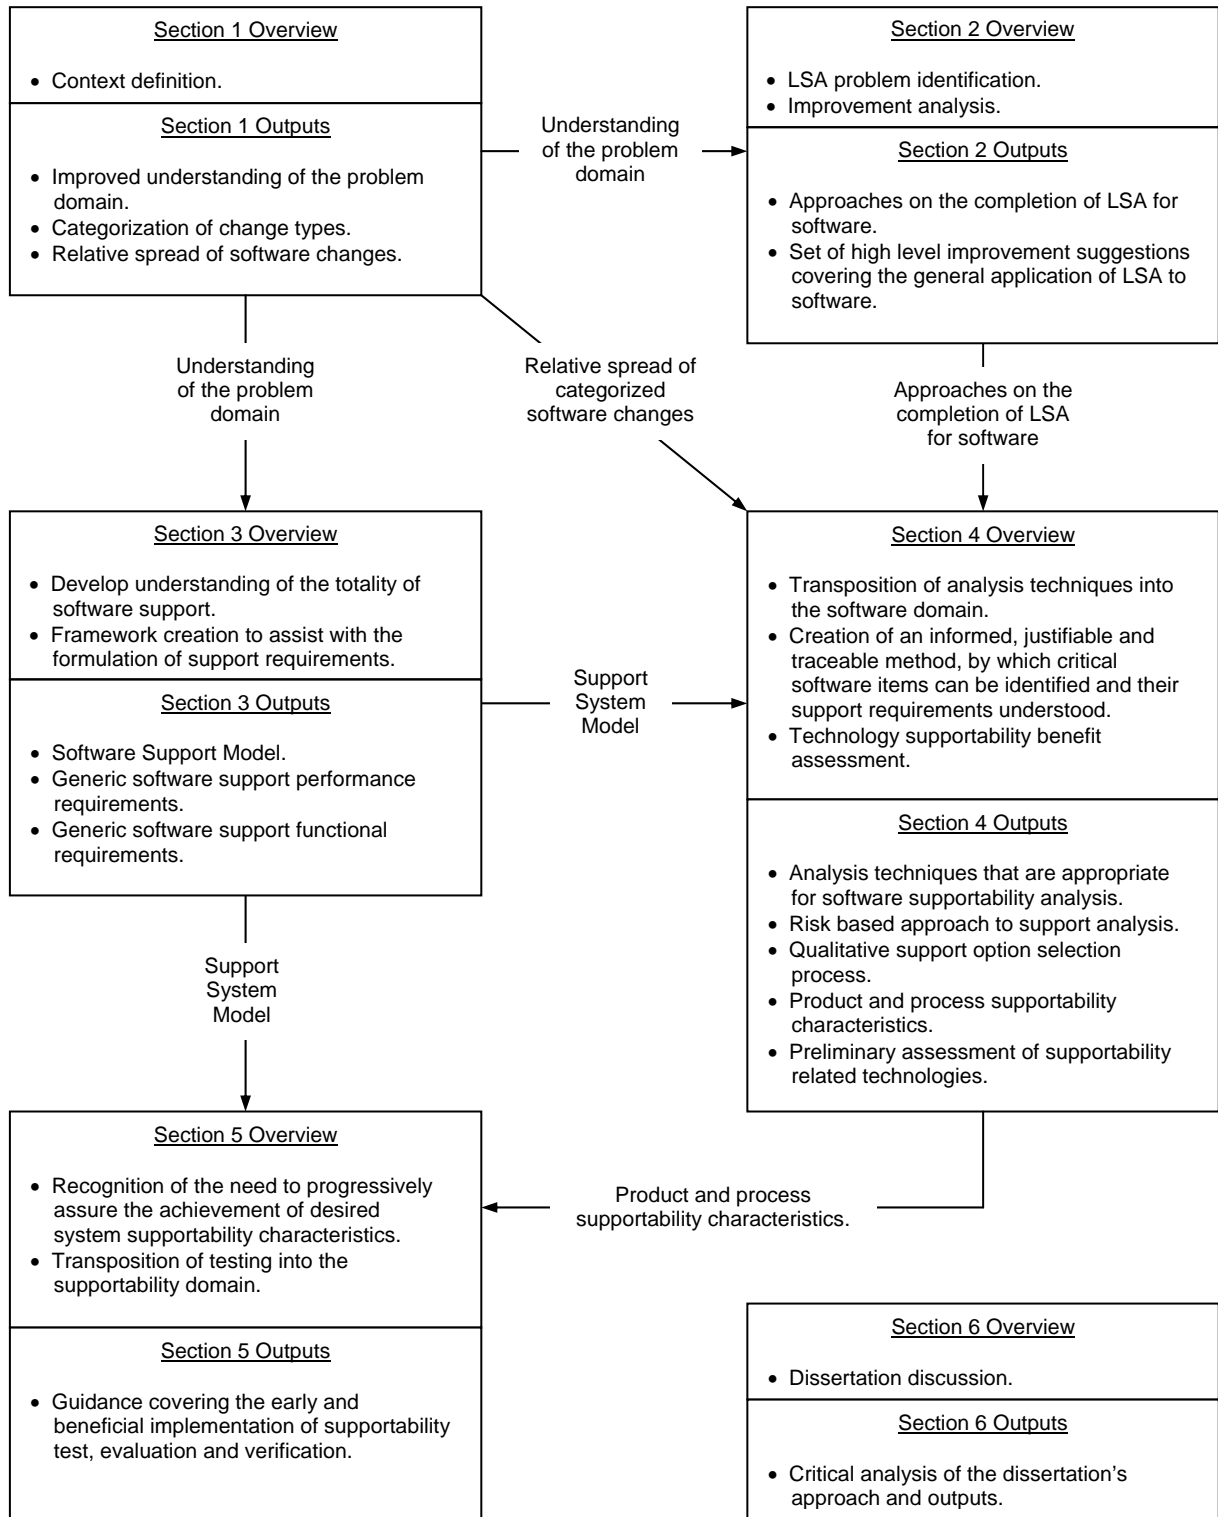 Section 1 Overview
• Context definition.
Section 1 Outputs
• Improved understanding of the problem
domain.
• Categorization of change types.
• Relative spread of software changes.
Understanding
of the problem
domain
Section 2 Overview
• LSA problem identification.
• Improvement analysis.
Section 2 Outputs
• Approaches on the completion of LSA for
software.
• Set of high level improvement suggestions
covering the general application of LSA to
software.
Understanding
of the problem
domain
Relative spread of
categorized
software changes
Approaches on the
completion of LSA
for software
Section 3 Overview
• Develop understanding of the totality of
software support.
• Framework creation to assist with the
formulation of support requirements.
Section 3 Outputs
• Software Support Model.
• Generic software support performance
requirements.
• Generic software support functional
requirements.
Support
System
Model
Section 4 Overview
• Transposition of analysis techniques into
the software domain.
• Creation of an informed, justifiable and
traceable method, by which critical
software items can be identified and their
support requirements understood.
• Technology supportability benefit
assessment.
Section 4 Outputs
• Analysis techniques that are appropriate
for software supportability analysis.
• Risk based approach to support analysis.
• Qualitative support option selection
process.
• Product and process supportability
characteristics.
• Preliminary assessment of supportability
related technologies.
Support
System
Model
Section 5 Overview
• Recognition of the need to progressively
assure the achievement of desired
system supportability characteristics.
• Transposition of testing into the
supportability domain.
Section 5 Outputs
• Guidance covering the early and
beneficial implementation of supportability
test, evaluation and verification.
Product and process
supportability characteristics.
Section 6 Overview
• Dissertation discussion.
Section 6 Outputs
• Critical analysis of the dissertation's
approach and outputs.